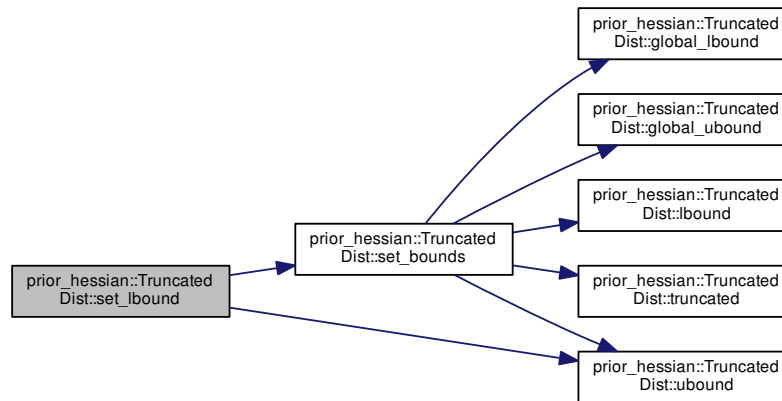 prior_hessian::Truncated
Dist::global_lbound
prior_hessian::Truncated
Dist::global_ubound
prior_hessian::Truncated
Dist::lbound
prior_hessian::Truncated
Dist::set_bounds
prior_hessian::Truncated
Dist::set_lbound
prior_hessian::Truncated
Dist::truncated
prior_hessian::Truncated
Dist::ubound